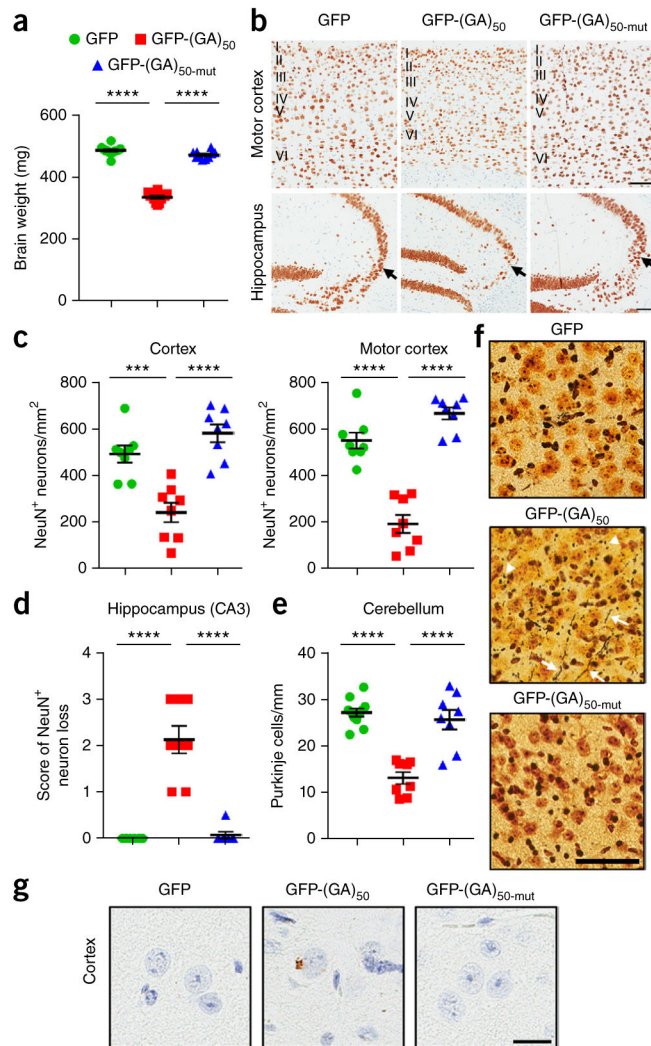 a
GFP
GFP-(GA)50
GFP-(GA)50-mut
****
****
Brain weight (mg)
600
400
200
0
b
GFP
GFP-(GA)50
GFP-(GA)50-mut
Motor cortex
I
II
III
IV
V
VI
I
II
III
IV
V
VI
I
II
III
IV
V
VI
Hippocampus
c
Cortex
***
****
NeuN+ neurons/mm2
800
600
400
200
0
Motor cortex
****
****
NeuN+ neurons/mm2
800
600
400
200
0
d
Hippocampus (CA3)
****
****
Score of NeuN+
neuron loss
4
3
2
1
0
e
Cerebellum
****
****
Purkinje cells/mm
40
30
20
10
0
f
GFP
GFP-(GA)50
GFP-(GA)50-mut
g
GFP
GFP-(GA)50
GFP-(GA)50-mut
Cortex